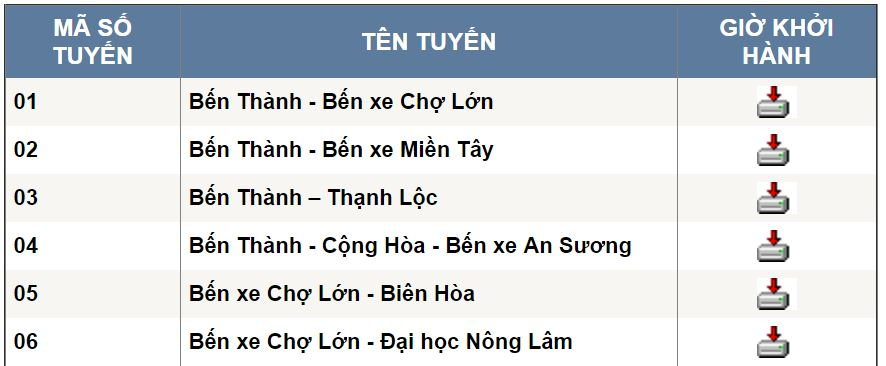 MÃ SỐ
TUYẾN
TÊN TUYẾN
GIỜ KHỞI
HÀNH
01
Bến Thành - Bến xe Chợ Lớn
02
Bến Thành - Bến xe Miền Tây
03
Bến Thành – Thạnh Lộc
04
Bến Thành - Cộng Hòa - Bến xe An Sương
05
Bến xe Chợ Lớn - Biên Hòa
06
Bến xe Chợ Lớn - Đại học Nông Lâm